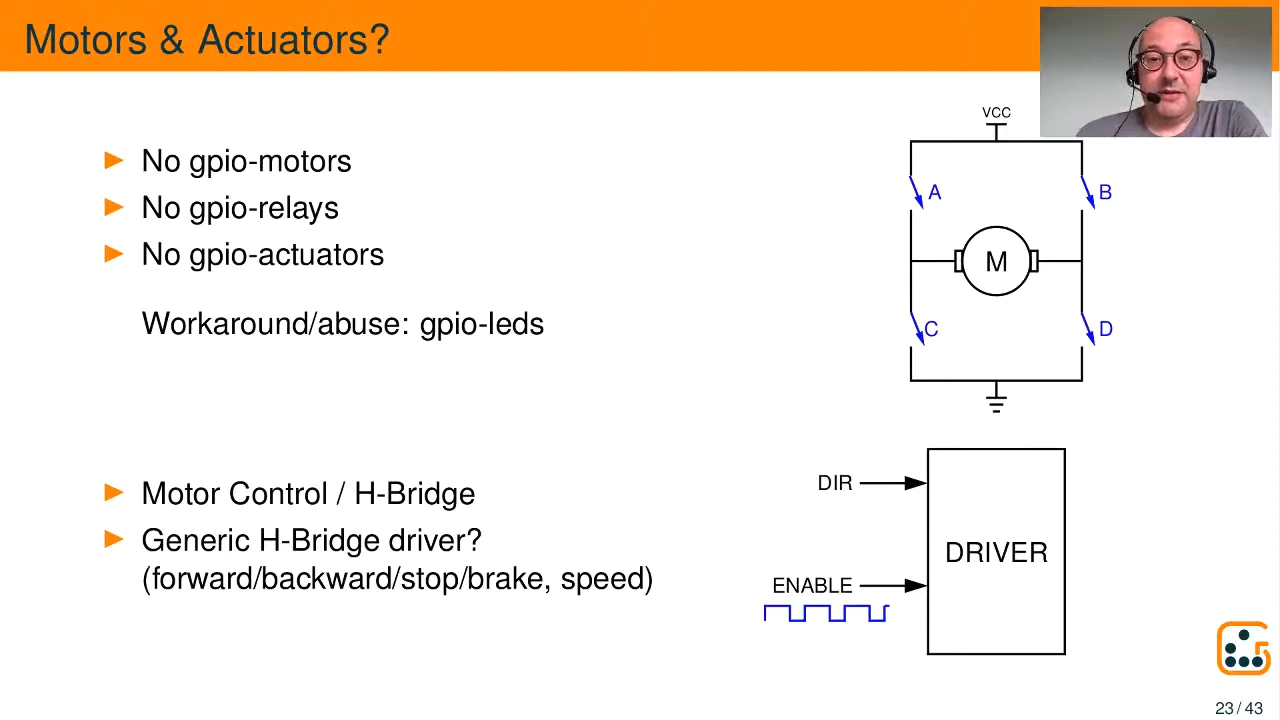 Motors & Actuators?
No gpio-motors
No gpio-relays
No gpio-actuators
Workaround/abuse: gpio-leds
Motor Control / H-Bridge
Generic H-Bridge driver?
(forward/backward/stop/brake, speed)
VCC
A
B
M
C
D
DIR
DRIVER
ENABLE
23 / 43